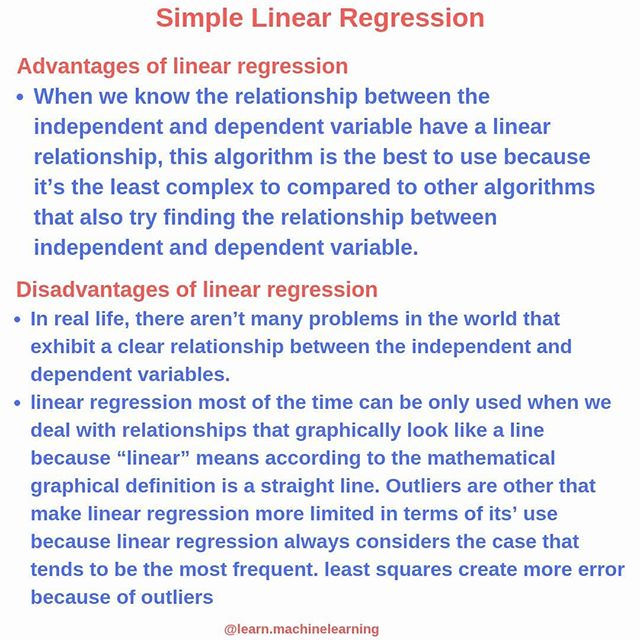 Simple Linear Regression
Advantages of linear regression
• When we know the relationship between the
independent and dependent variable have a linear
relationship, this algorithm is the best to use because
it’s the least complex to compared to other algorithms
that also try finding the relationship between
independent and dependent variable.
Disadvantages of linear regression
• In real life, there aren’t many problems in the world that
exhibit a clear relationship between the independent and
dependent variables.
• linear regression most of the time can be only used when we
deal with relationships that graphically look like a line
because “linear” means according to the mathematical
graphical definition is a straight line. Outliers are other that
make linear regression more limited in terms of its’ use
because linear regression always considers the case that
tends to be the most frequent. least squares create more error
because of outliers
@learn.machinelearning